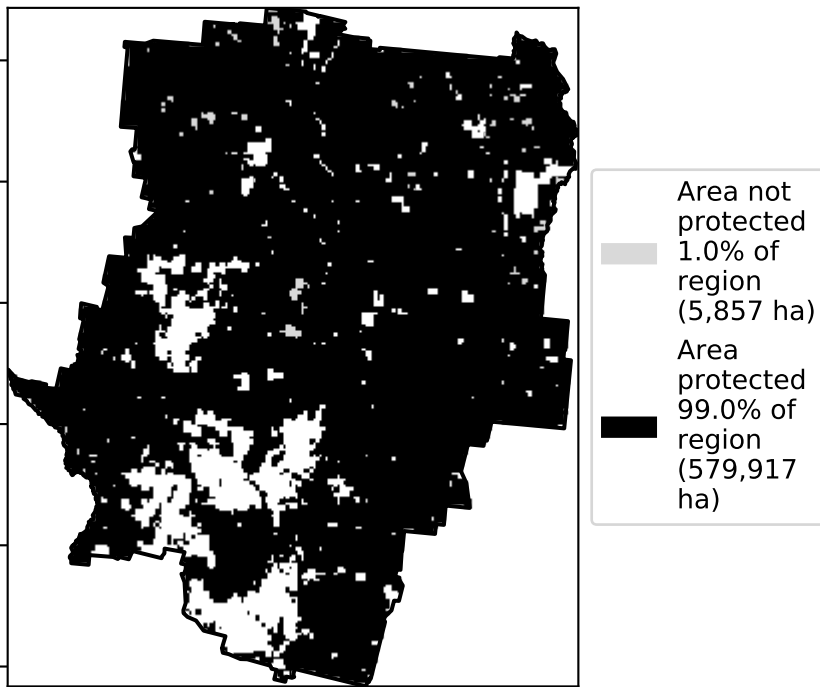 Area not
protected
1.0% of
region
(5,857 ha)
Area
protected
99.0% of
region
(579,917
ha)